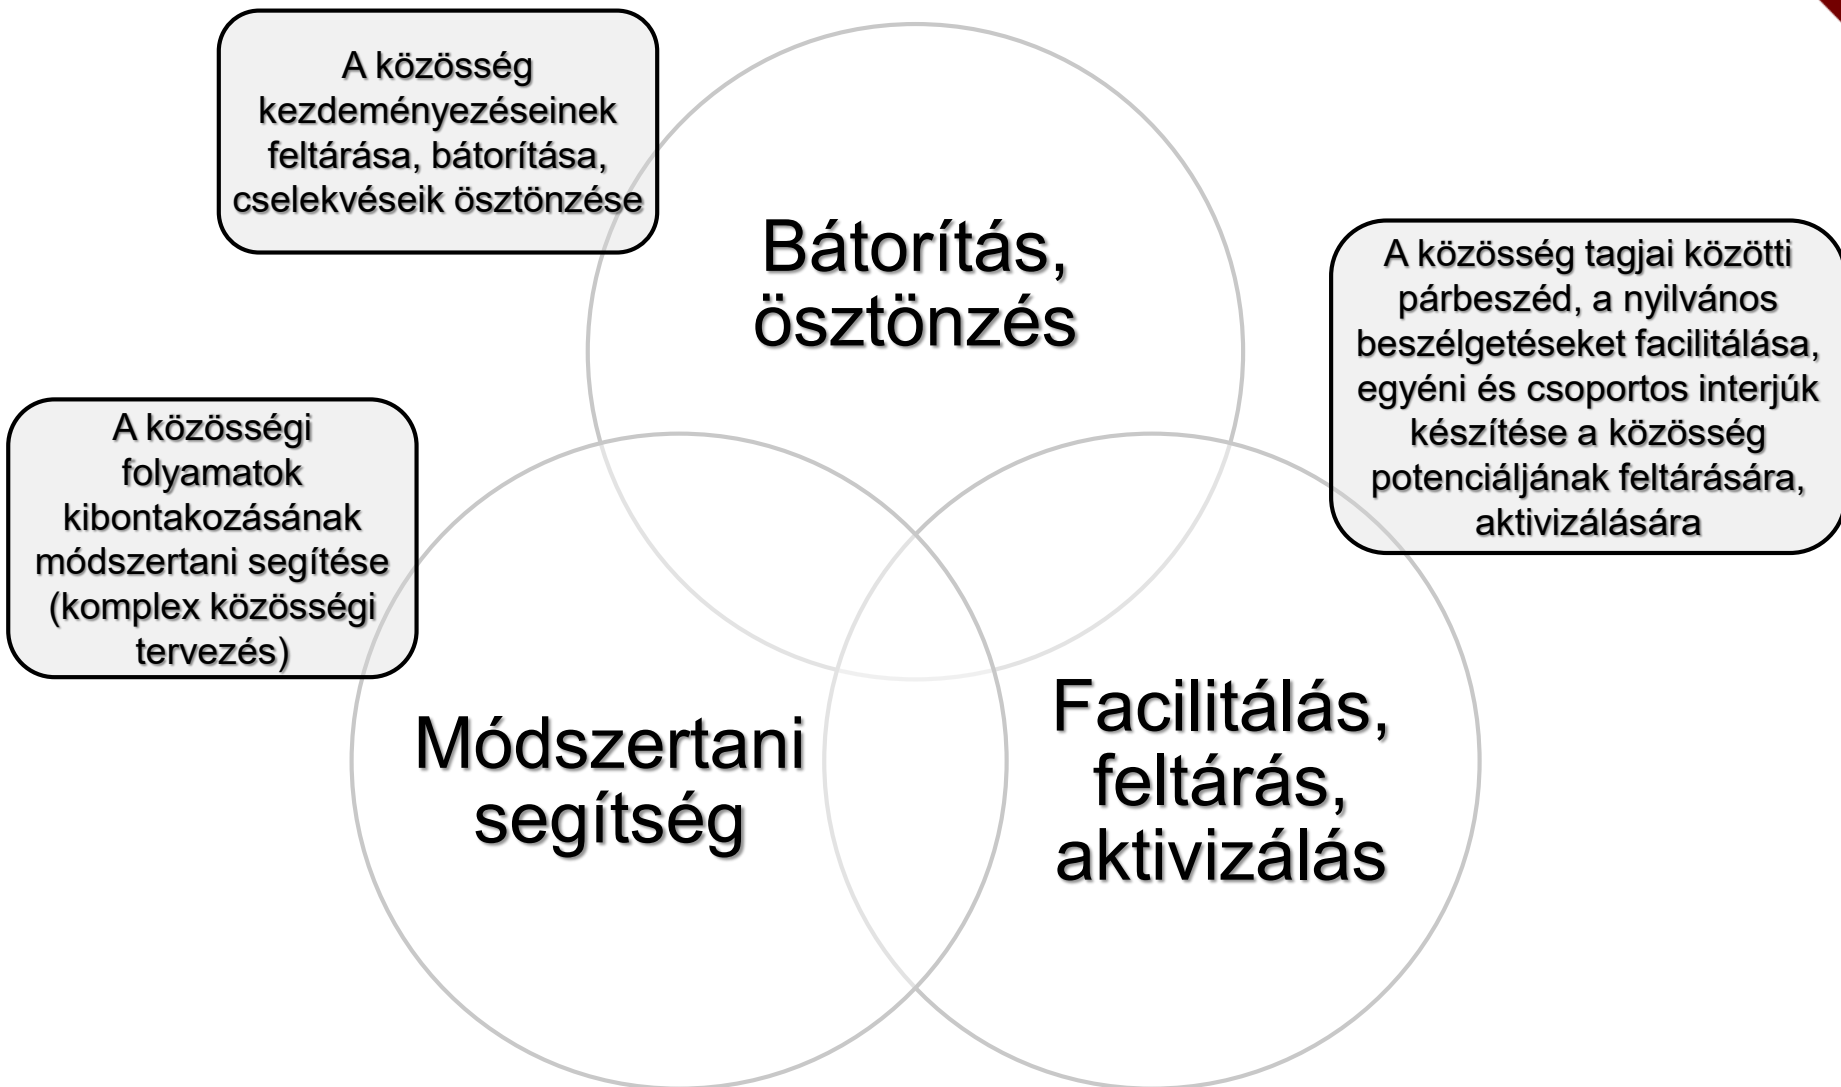 A közösség
kezdeményezéseinek
feltárása, bátorítása,
cselekvéseik ösztönzése
Bátorítás,
ösztönzés
A közösség tagjai közötti
párbeszéd, a nyilvános
beszélgetéseket facilitálása,
egyéni és csoportos interjúk
készítése a közösség
potenciáljának feltárására,
aktivizálására
A közösségi
folyamatok
kibontakozásának
módszertani segítése
(komplex közösségi
tervezés)
Módszertani
segítség
Facilitálás,
feltárás,
aktivizálás